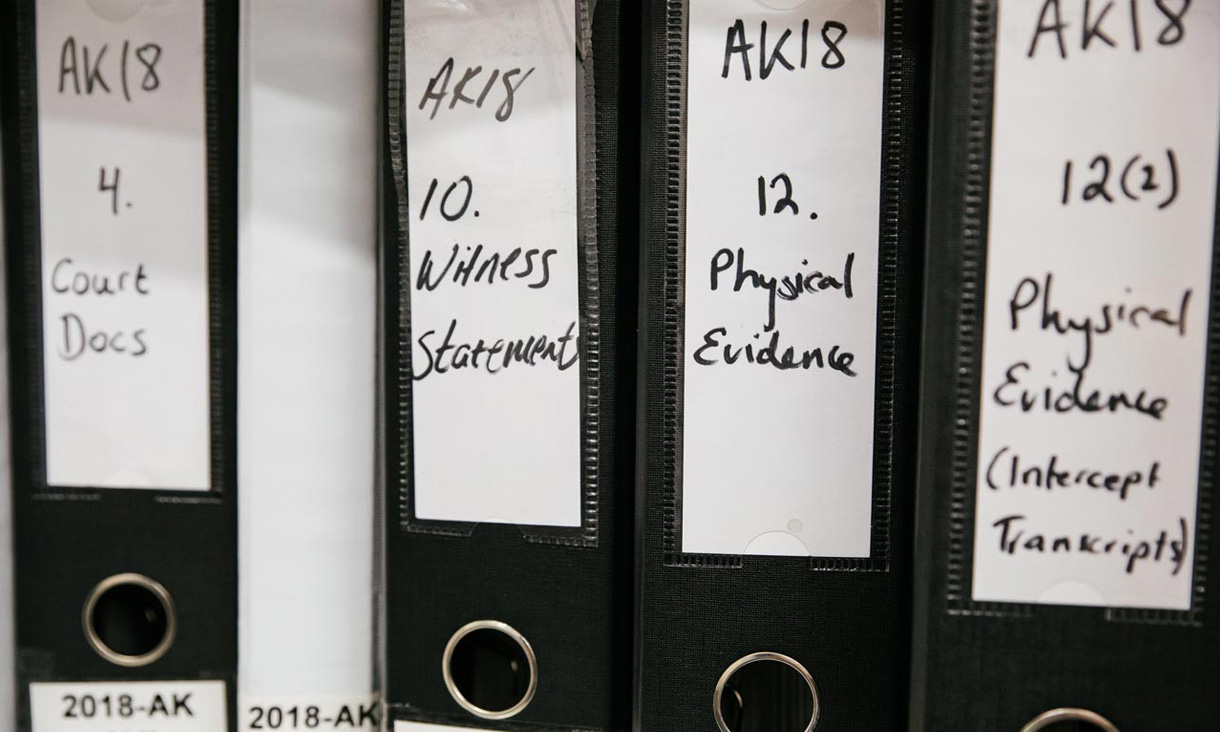 AK18
4.
Court
Docs
2018-AK
2018-AK
AK18
10.
Witness
Statements
AK18
12.
Physical
Evidence
AK18
12(2)
Physical
Evidence
(Intercept
Transcripts)